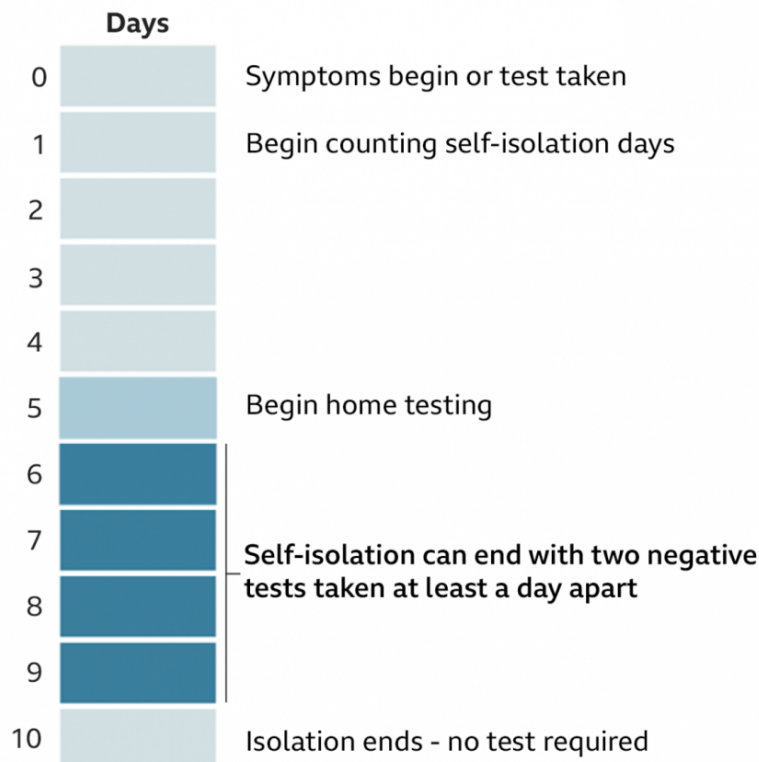 Days
0 Symptoms begin or test taken
1 Begin counting self-isolation days
2
3
4
5 Begin home testing
6
7
Self-isolation can end with two negative
tests taken at least a day apart
8
9
10 Isolation ends - no test required